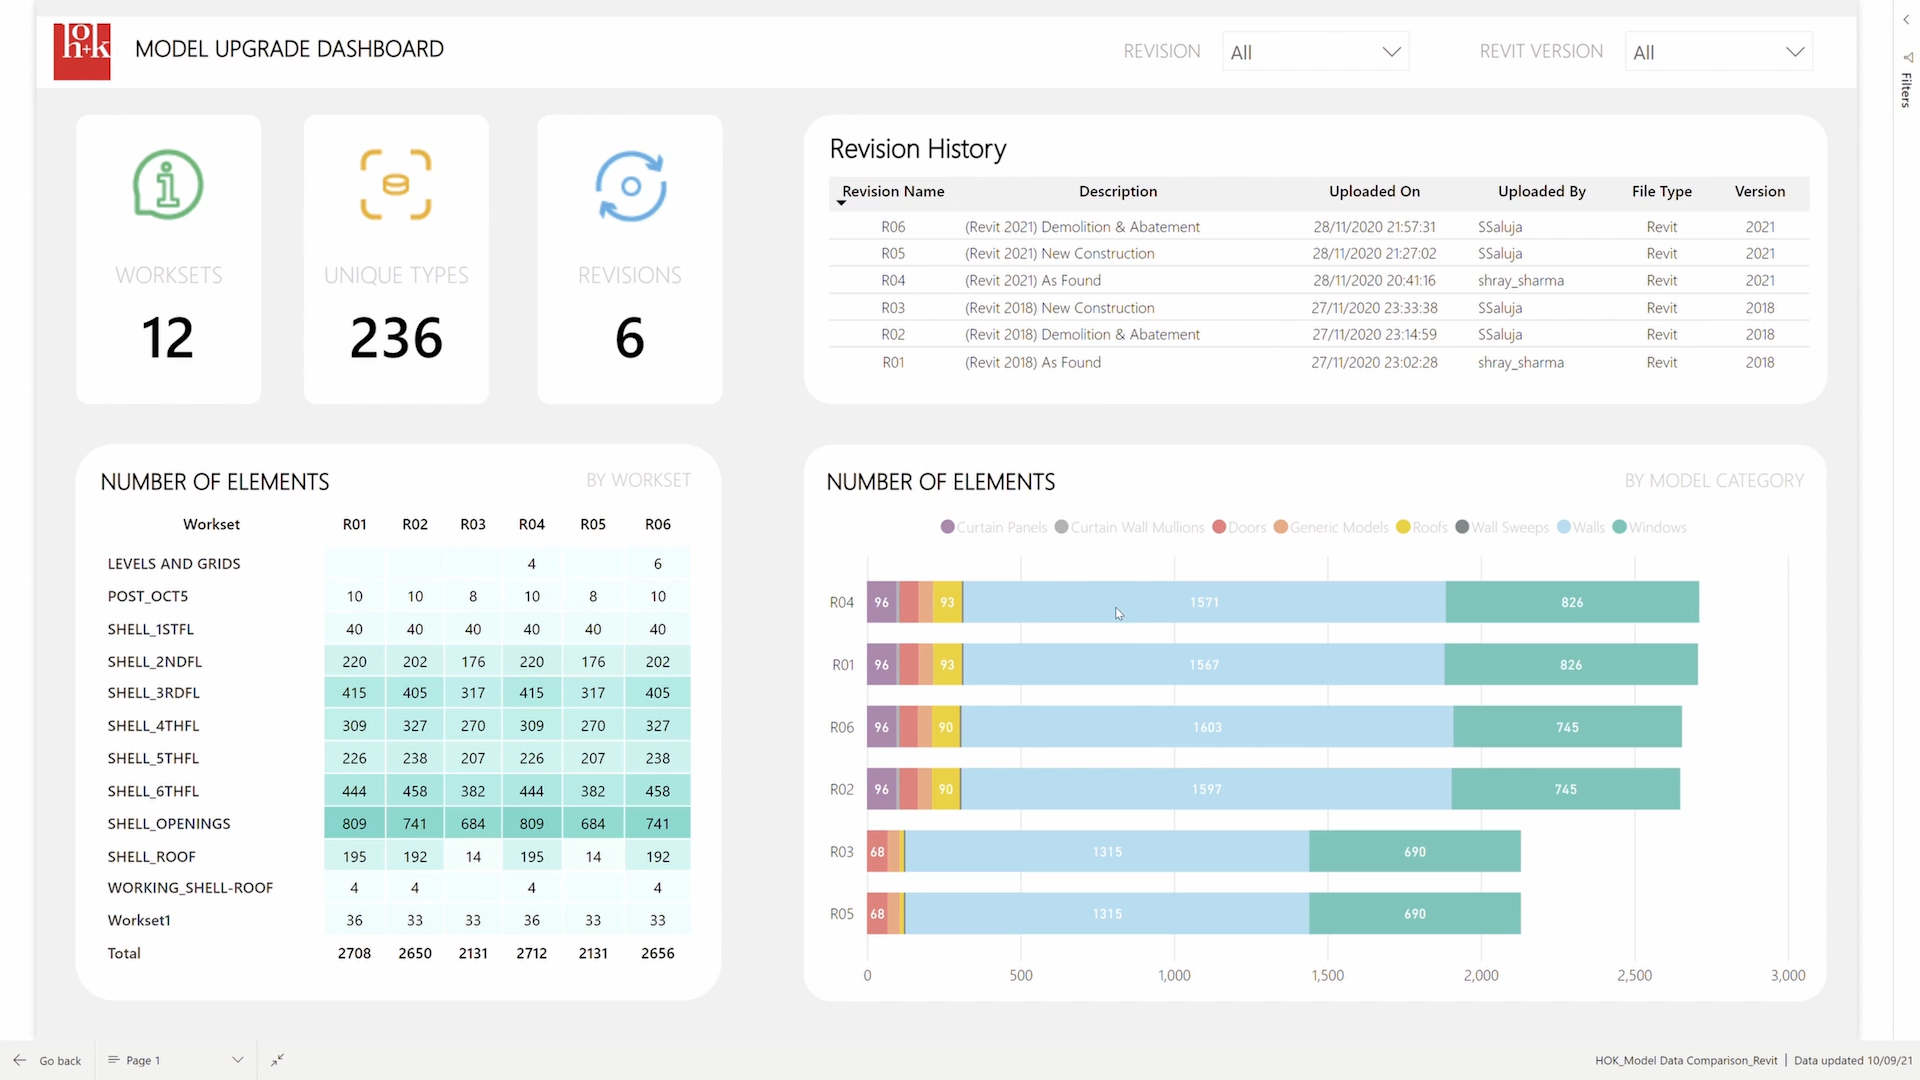 ho+k
MODEL UPGRADE DASHBOARD
REVISION
All
REVIT VERSION
All
Filters
WORKSETS
12
UNIQUE TYPES
236
REVISIONS
6
Revision History
Revision Name Description Uploaded On Uploaded By File Type Version
R06 (Revit 2021) Demolition & Abatement 28/11/2020 21:57:31 SSaluja Revit 2021
R05 (Revit 2021) New Construction 28/11/2020 21:27:02 SSaluja Revit 2021
R04 (Revit 2021) As Found 28/11/2020 20:41:16 shray_sharma Revit 2021
R03 (Revit 2018) New Construction 27/11/2020 23:33:38 SSaluja Revit 2018
R02 (Revit 2018) Demolition & Abatement 27/11/2020 23:14:59 SSaluja Revit 2018
R01 (Revit 2018) As Found 27/11/2020 23:02:28 shray_sharma Revit 2018
NUMBER OF ELEMENTS BY WORKSET
Workset R01 R02 R03 R04 R05 R06
LEVELS AND GRIDS 4 6
POST_OCT5 10 10 8 10 8 10
SHELL_1STFL 40 40 40 40 40 40
SHELL_2NDFL 220 202 176 220 176 202
SHELL_3RDFL 415 405 317 415 317 405
SHELL_4THFL 309 327 270 309 270 327
SHELL_5THFL 226 238 207 226 207 238
SHELL_6THFL 444 458 382 444 382 458
SHELL_OPENINGS 809 741 684 809 684 741
SHELL_ROOF 195 192 14 195 14 192
WORKING_SHELL-ROOF 4 4 4 4
Workset1 36 33 33 36 33 33
Total 2708 2650 2131 2712 2131 2656
NUMBER OF ELEMENTS BY MODEL CATEGORY
Curtain Panels Curtain Wall Mullions Doors Generic Models Roofs Wall Sweeps Walls Windows
R04 96 93 1571 826
R01 96 93 1567 826
R06 96 90 1603 745
R02 96 90 1597 745
R03 68 1315 690
R05 68 1315 690
0 500 1,000 1,500 2,000 2,500 3,000
Go back
Page 1
HOK_Model Data Comparison_Revit | Data updated 10/09/21